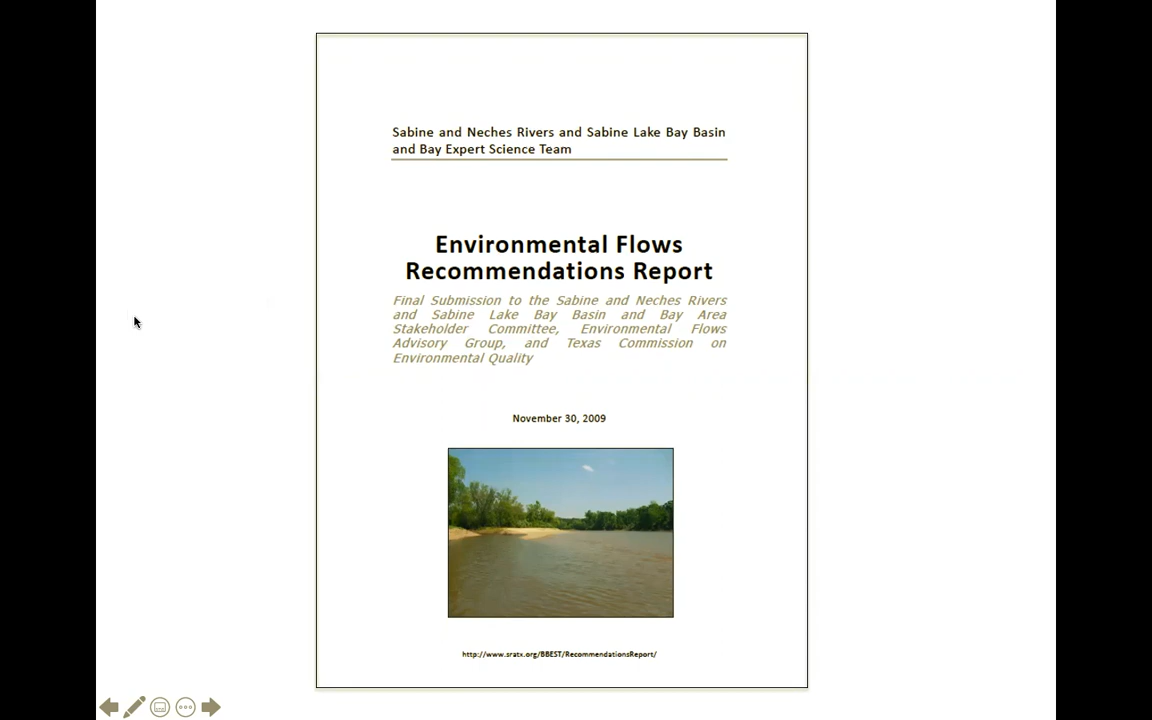 Sabine and Neches Rivers and Sabine Lake Bay Basin
and Bay Expert Science Team
Environmental Flows
Recommendations Report
Final Submission to the Sabine and Neches Rivers
and Sabine Lake Bay Basin and Bay Area
Stakeholder Committee, Environmental Flows
Advisory Group, and Texas Commission on
Environmental Quality
November 30, 2009
http://www.sratx.org/BBEST/RecommendationsReport/